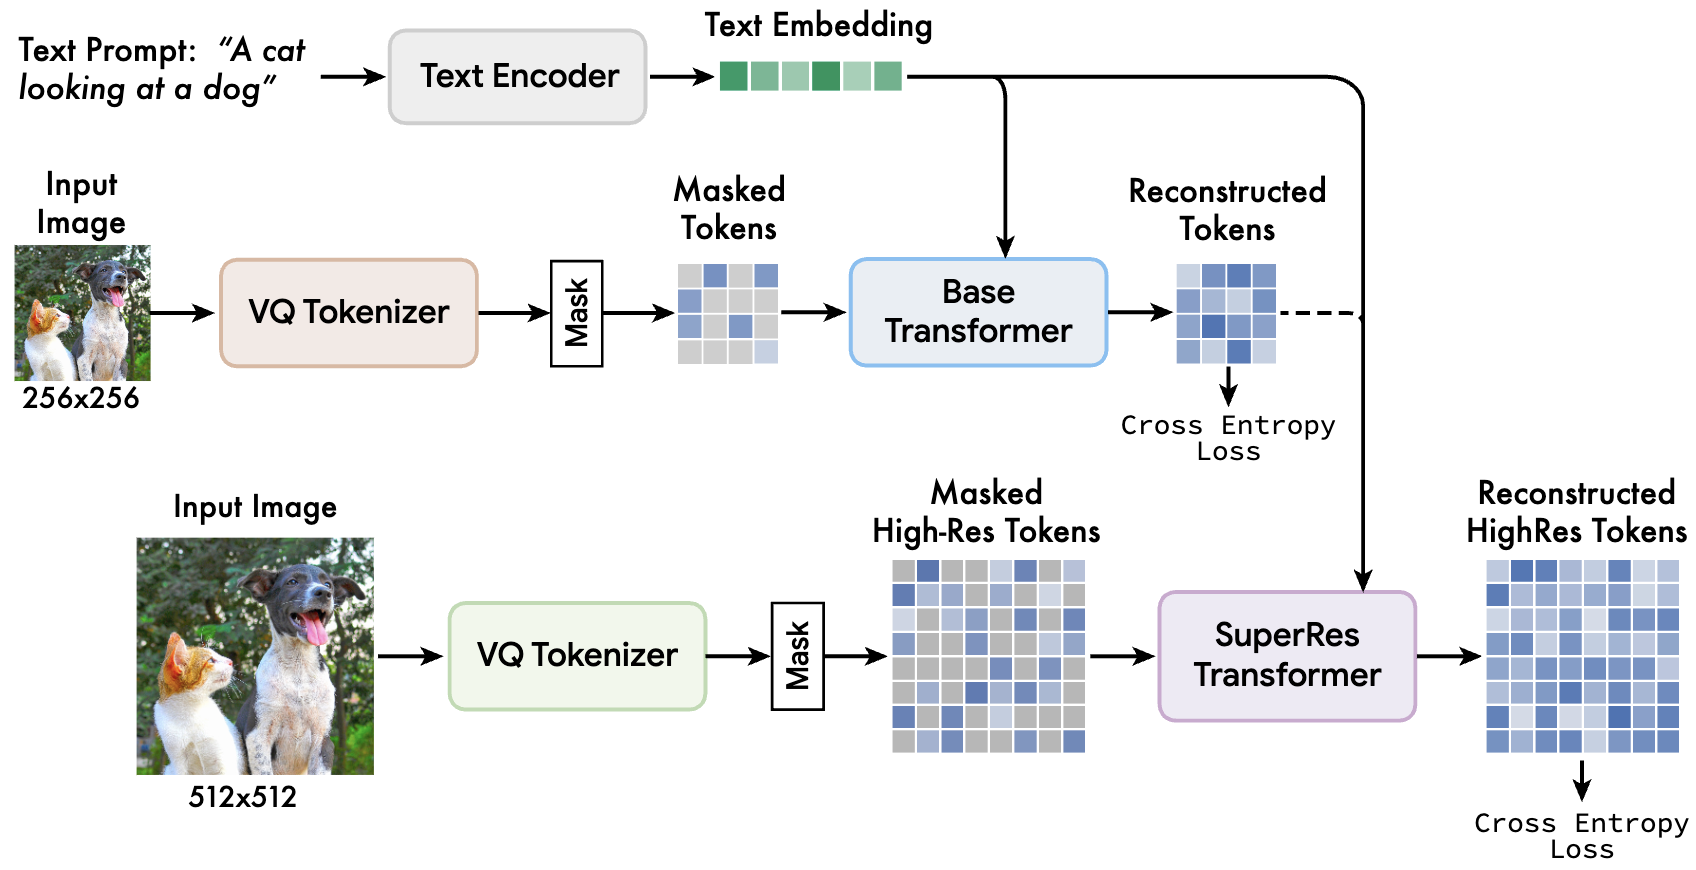 Text Prompt: “A cat
looking at a dog”
Text Encoder
Text Embedding
Input
Image
256x256
VQ Tokenizer
Mask
Masked
Tokens
Base
Transformer
Reconstructed
Tokens
Cross Entropy
Loss
Input Image
512x512
VQ Tokenizer
Mask
Masked
High-Res Tokens
SuperRes
Transformer
Reconstructed
HighRes Tokens
Cross Entropy
Loss